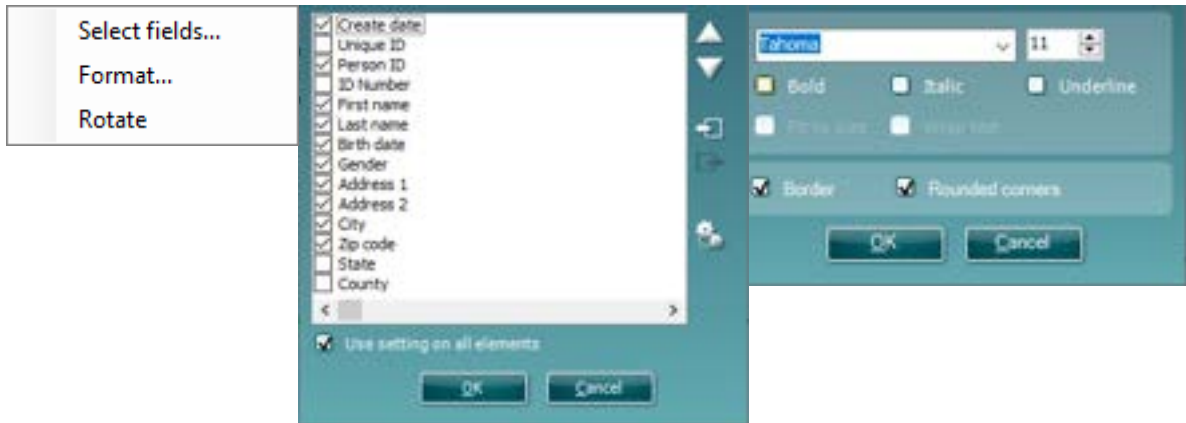 Select fields...
Format...
Rotate
Create date
Unique ID
Person ID
ID Number
First name
Last name
Birth date
Gender
Address 1
Address 2
City
Zip code
State
County
Use setting on all elements
OK
Cancel
Tahoma
11
Bold
Italic
Underline
Border
Rounded corners
OK
Cancel